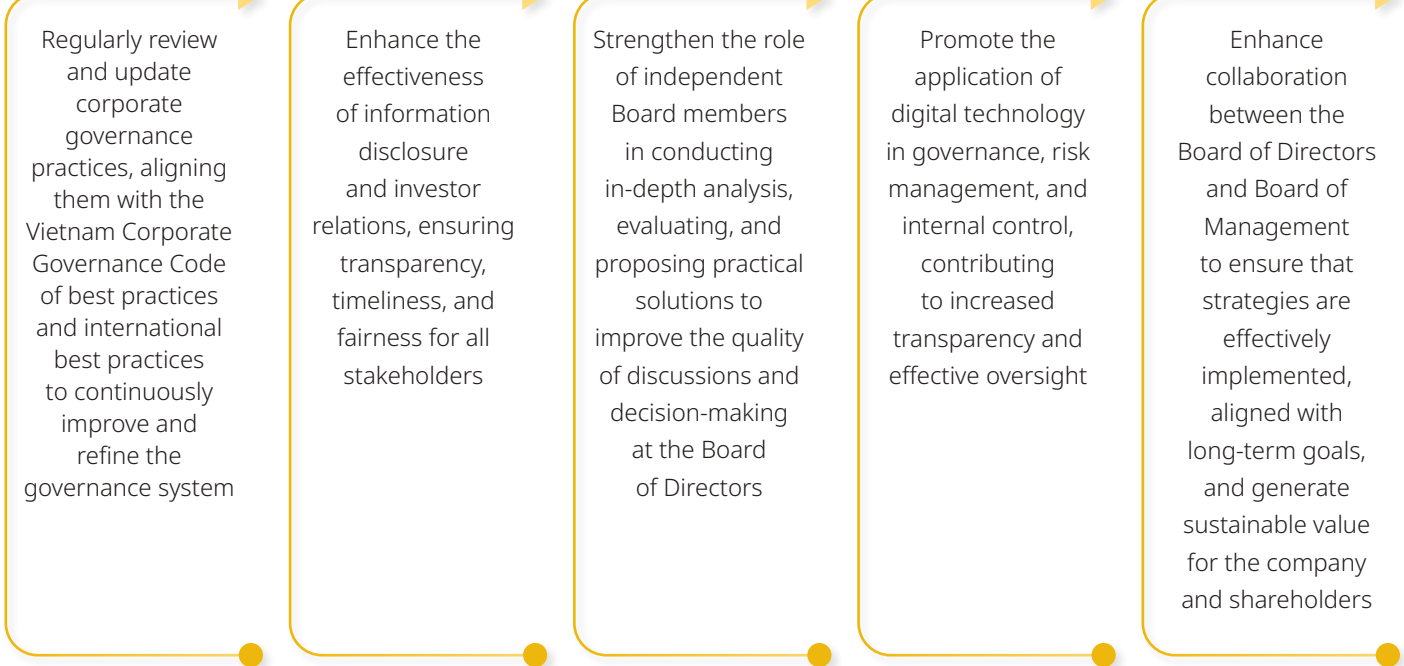 Regularly review
and update
corporate
governance
practices, aligning
them with the
Vietnam Corporate
Governance Code
of best practices
and international
best practices
to continuously
improve and
refine the
governance system
Enhance the
effectiveness
of information
disclosure
and investor
relations, ensuring
transparency,
timeliness, and
fairness for all
stakeholders
Strengthen the role
of independent
Board members
in conducting
in-depth analysis,
evaluating, and
proposing practical
solutions to
improve the quality
of discussions and
decision-making
at the Board
of Directors
Promote the
application of
digital technology
in governance, risk
management, and
internal control,
contributing
to increased
transparency and
effective oversight
Enhance
collaboration
between the
Board of Directors
and Board of
Management
to ensure that
strategies are
effectively
implemented,
aligned with
long-term goals,
and generate
sustainable value
for the company
and shareholders